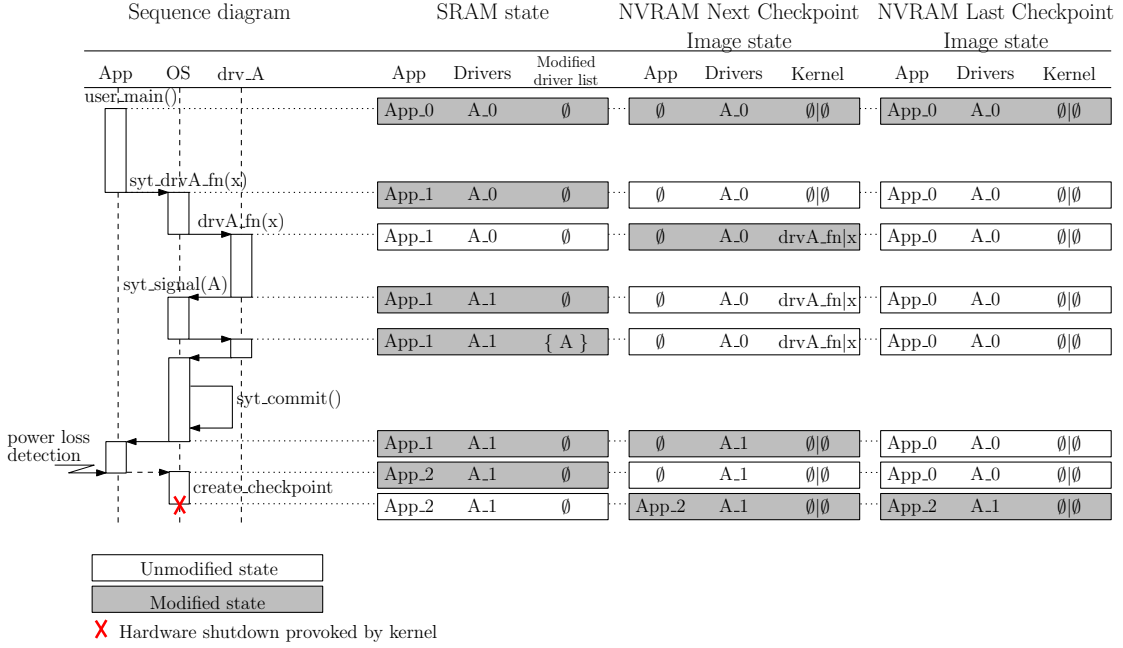 Sequence diagram SRAM state NVRAM Next Checkpoint NVRAM Last Checkpoint
Image state Image state
App OS drv_A App Drivers Modified driver list App Drivers Kernel App Drivers Kernel
user_main()
App_0 A_0 ∅ ∅ A_0 ∅|∅ App_0 A_0 ∅|∅
syt_drvA_fn(x)
App_1 A_0 ∅ ∅ A_0 ∅|∅ App_0 A_0 ∅|∅
drvA_fn(x)
App_1 A_0 ∅ ∅ A_0 drvA_fn|x App_0 A_0 ∅|∅
syt_signal(A)
App_1 A_1 ∅ ∅ A_0 drvA_fn|x App_0 A_0 ∅|∅
App_1 A_1 { A } ∅ A_0 drvA_fn|x App_0 A_0 ∅|∅
syt_commit()
power loss
detection
App_1 A_1 ∅ ∅ A_1 ∅|∅ App_0 A_0 ∅|∅
App_2 A_1 ∅ ∅ A_1 ∅|∅ App_0 A_0 ∅|∅
create_checkpoint
App_2 A_1 ∅ App_2 A_1 ∅|∅ App_2 A_1 ∅|∅
Unmodified state
Modified state
Hardware shutdown provoked by kernel